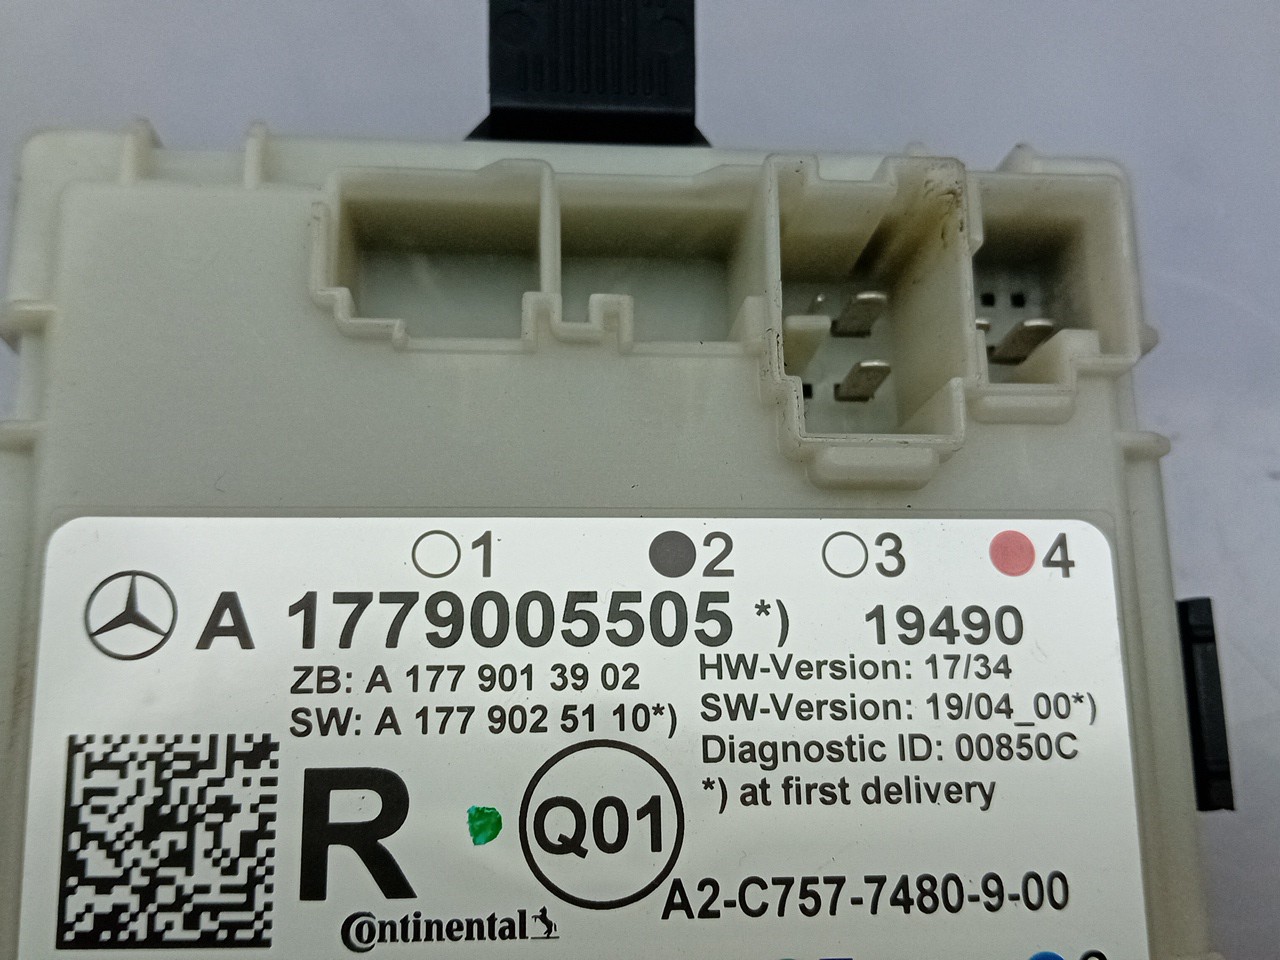 1 2 3 4
A 1779005505 *) 19490
ZB: A 177 901 39 02
HW-Version: 17/34
SW: A 177 902 51 10*)
SW-Version: 19/04_00*)
Diagnostic ID: 00850C
*) at first delivery
R Q01
A2-C757-7480-9-00
Continental